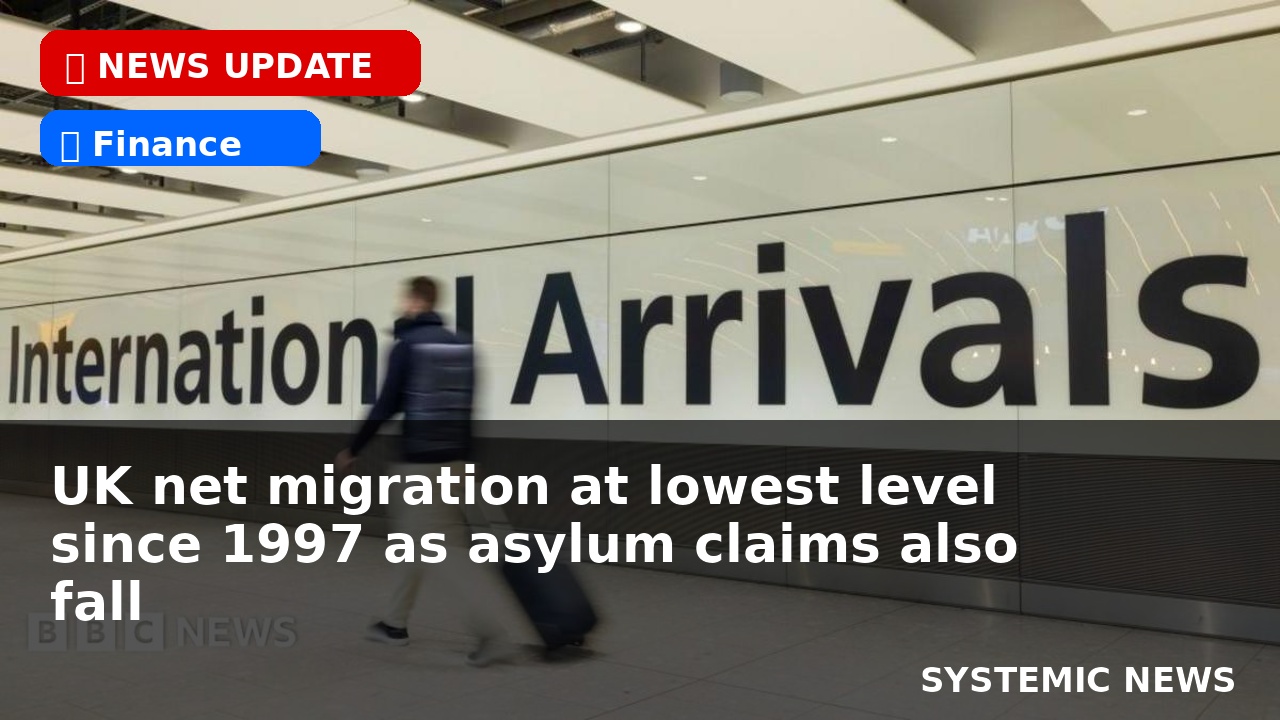 NEWS UPDATE
Finance
International Arrivals
UK net migration at lowest level
since 1997 as asylum claims also
fall
BBC NEWS
SYSTEMIC NEWS